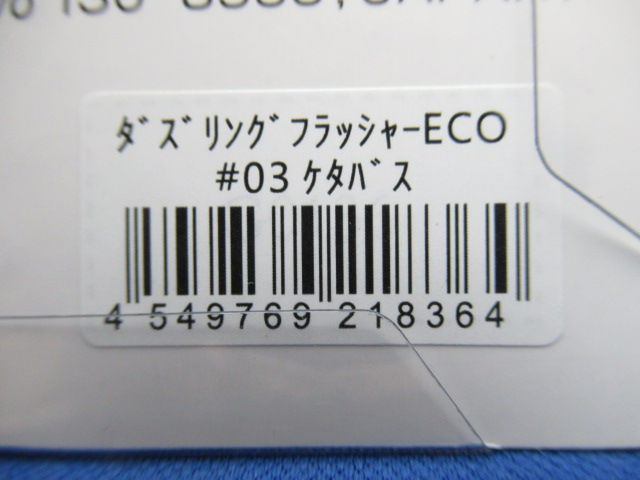 ﾀﾞｽﾞﾘﾝｸﾞﾌﾗｯｼｬｰECO
#03 ｹﾀﾊﾞｽ
4 549769 218364